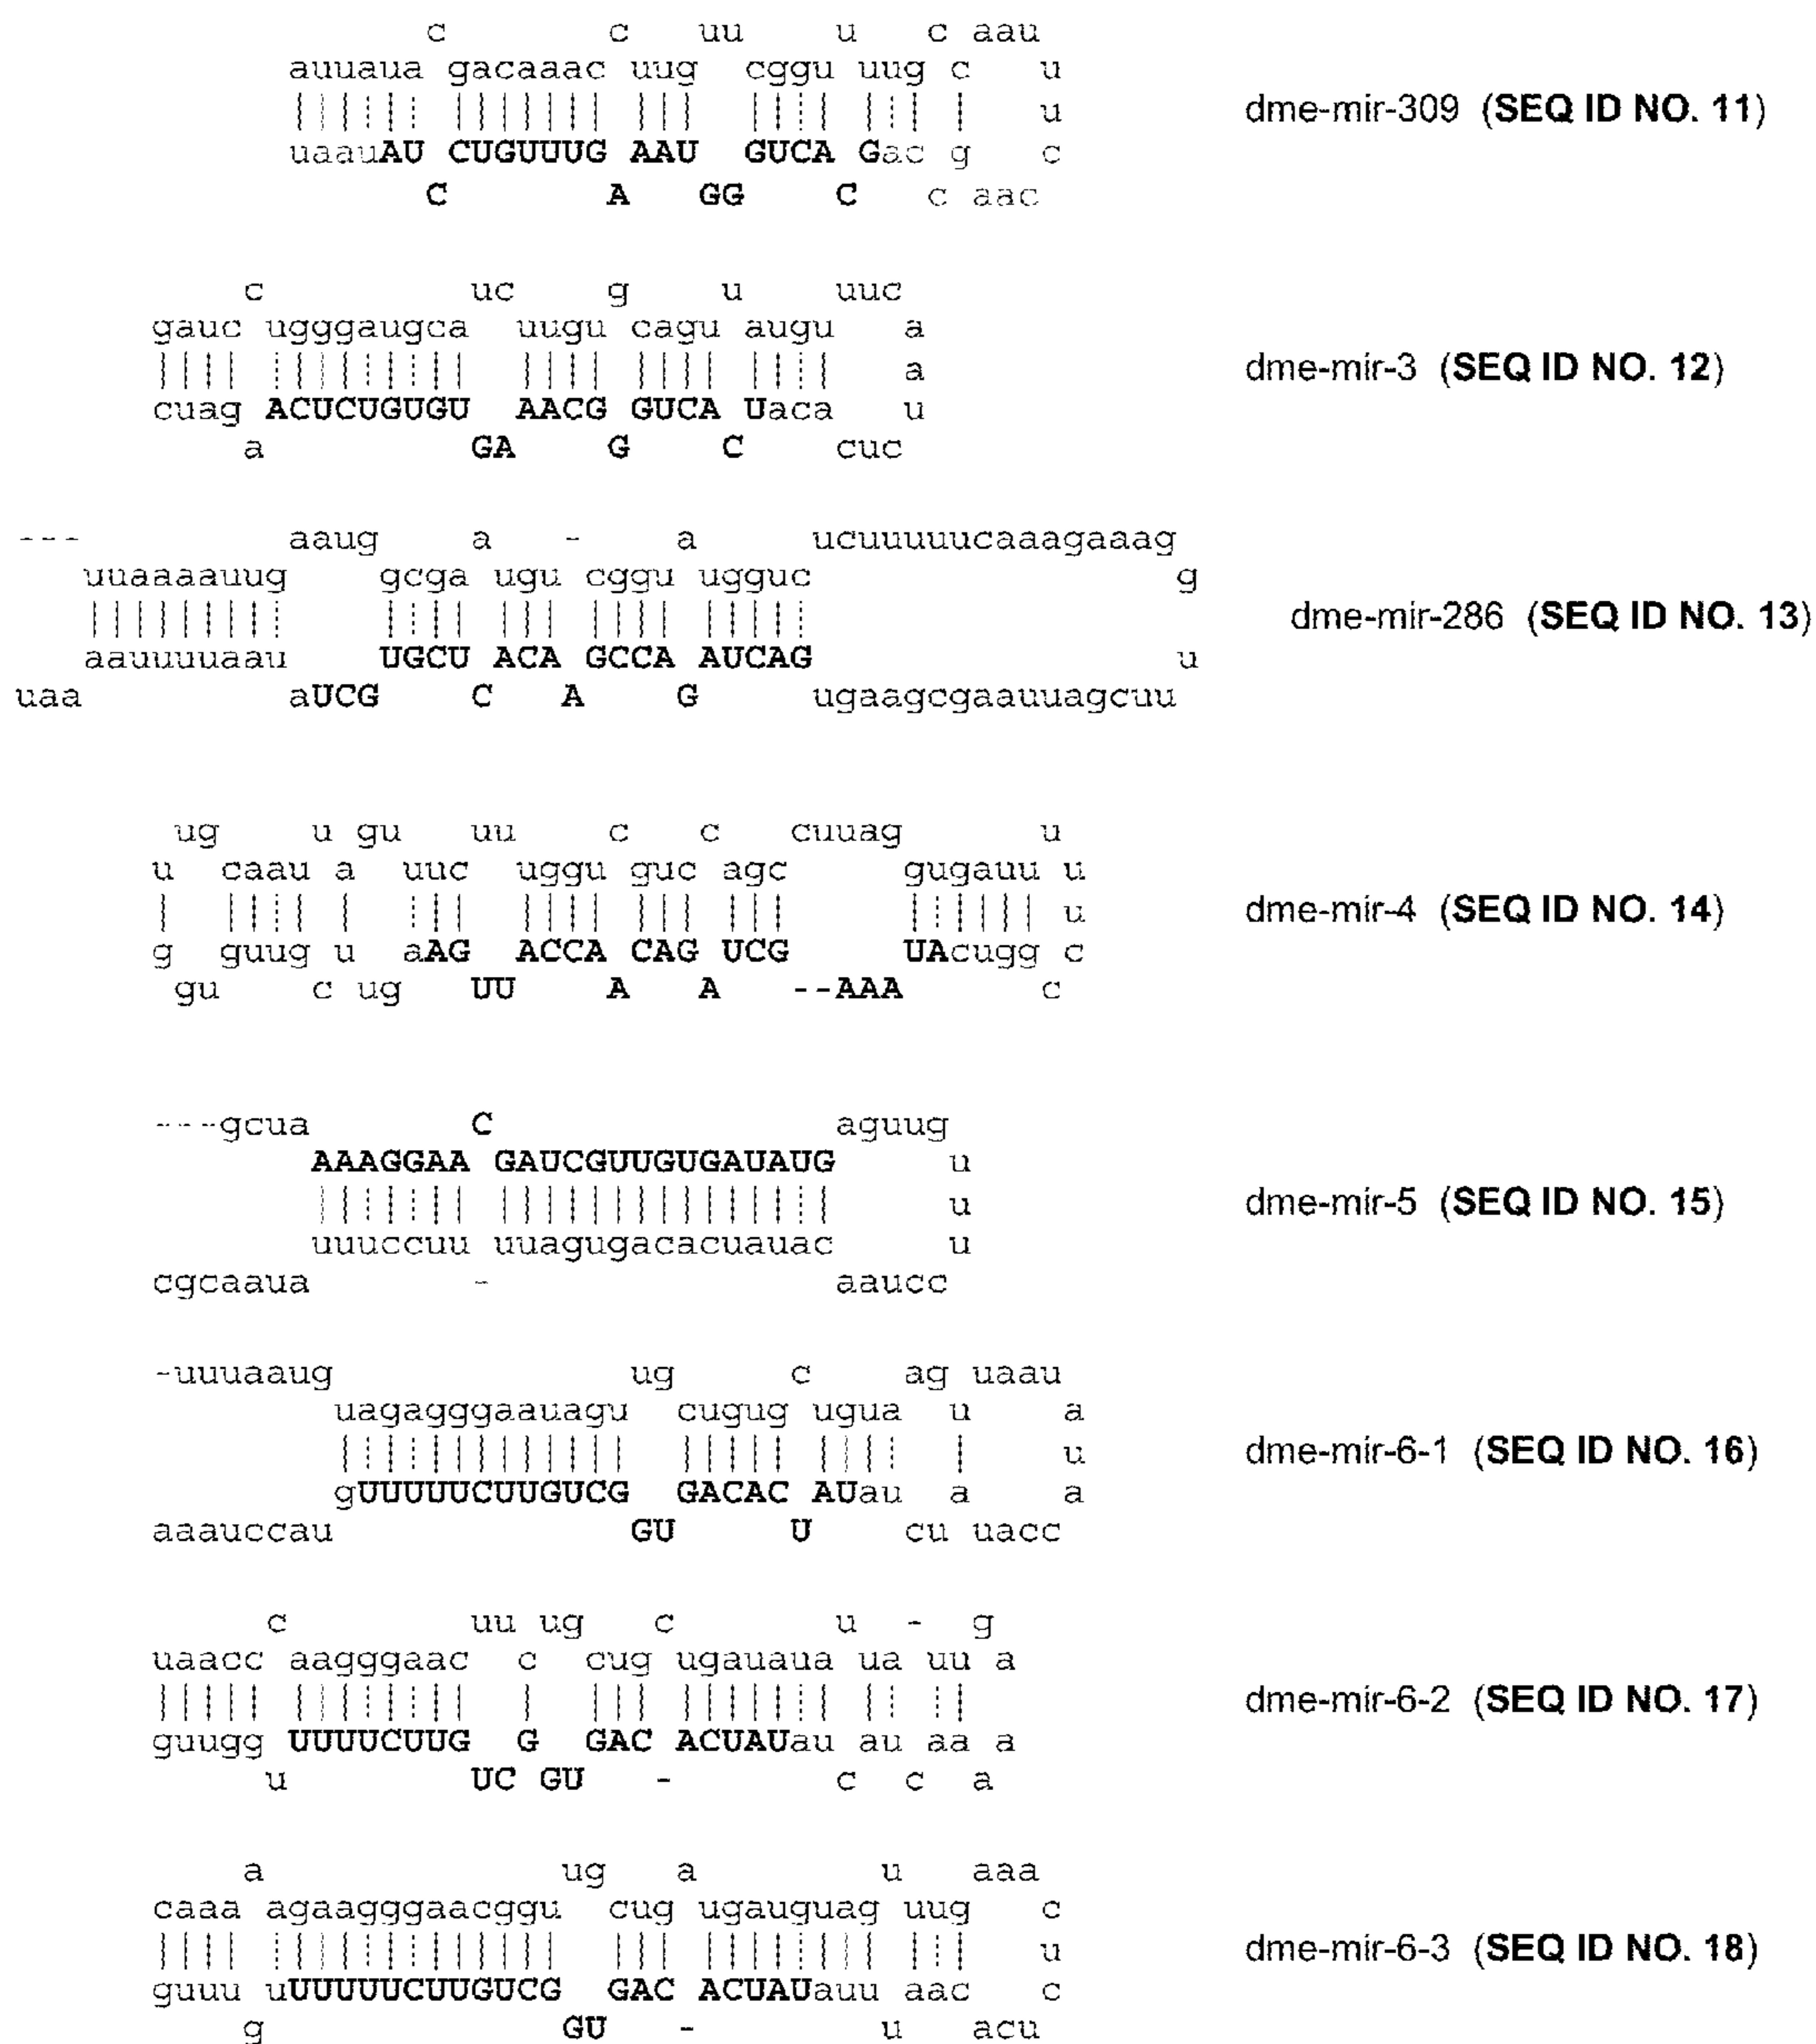 c c uu u c aau
auuaua gacaaac uug cggu uug c u
u dme-mir-309 (SEQ ID NO. 11)
uaauAU CUGUUUG AAU GUCA Gac g c
C A GG C c aac
c uc g u uuc
gauc ugggaugca uugu cagu augu a
a dme-mir-3 (SEQ ID NO. 12)
cuag ACUCUGUGU AACG GUCA Uaca u
a GA G C cuc
--- aaug a - a ucuuuuucaaagaaag
uuaaaauug gcga ugu cggu ugguc g
dme-mir-286 (SEQ ID NO. 13)
aauuuuaau UGCU ACA GCCA AUCAG u
uaa aUCG C A G ugaagcgaauuagcuu
ug u gu uu c c cuuag u
u caau a uuc uggu guc agc gugauu u
u dme-mir-4 (SEQ ID NO. 14)
g guug u aAG ACCA CAG UCG UAcugg c
gu c ug UU A A --AAA c
---gcua C aguug
AAAGGAA GAUCGUUGUGAUAUG u
u dme-mir-5 (SEQ ID NO. 15)
uuuccuu uuagugacacuauac u
cgcaaua - aaucc
-uuuaaug ug c ag uaau
uagagggaauagu cugug ugua u a
u dme-mir-6-1 (SEQ ID NO. 16)
gUUUUUCUUGUCG GACAC AUau a a
aaauccau GU U cu uacc
c uu ug c u - g
uaacc aagggaac c cug ugauaua ua uu a
dme-mir-6-2 (SEQ ID NO. 17)
guugg UUUUCUUG G GAC ACUAUau au aa a
u UC GU - c c a
a ug a u aaa
caaa agaagggaacggu cug ugauguag uug c
u dme-mir-6-3 (SEQ ID NO. 18)
guuu uUUUUUCUUGUCG GAC ACUAUauu aac c
g GU - u acu